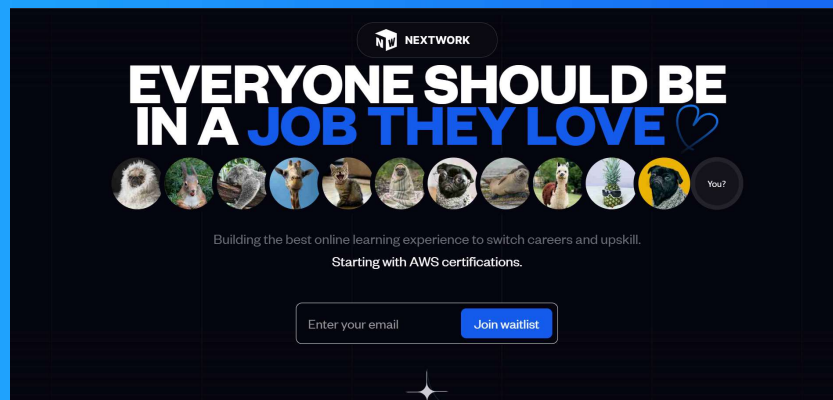 NEXTWORK
EVERYONE SHOULD BE
IN A JOB THEY LOVE
You?
Building the best online learning experience to switch careers and upskill.
Starting with AWS certifications.
Enter your email
Join waitlist